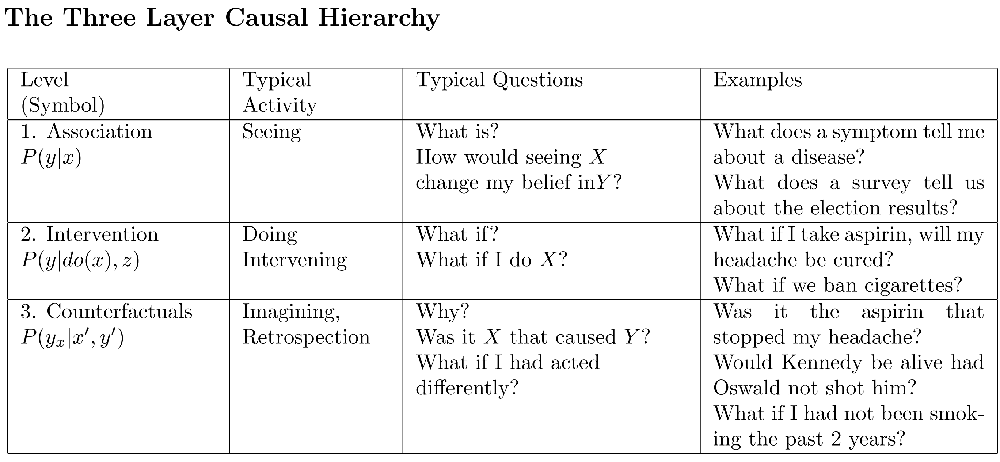 The Three Layer Causal Hierarchy
Level
(Symbol)
Typical
Activity
Typical Questions
Examples
1. Association
P(y|x)
Seeing
What is?
How would seeing X
change my belief inY?
What does a symptom tell me
about a disease?
What does a survey tell us
about the election results?
2. Intervention
P(y|do(x), z)
Doing
Intervening
What if?
What if I do X?
What if I take aspirin, will my
headache be cured?
What if we ban cigarettes?
3. Counterfactuals
P(yₓ|x′, y′)
Imagining,
Retrospection
Why?
Was it X that caused Y?
What if I had acted
differently?
Was it the aspirin that
stopped my headache?
Would Kennedy be alive had
Oswald not shot him?
What if I had not been smok-
ing the past 2 years?